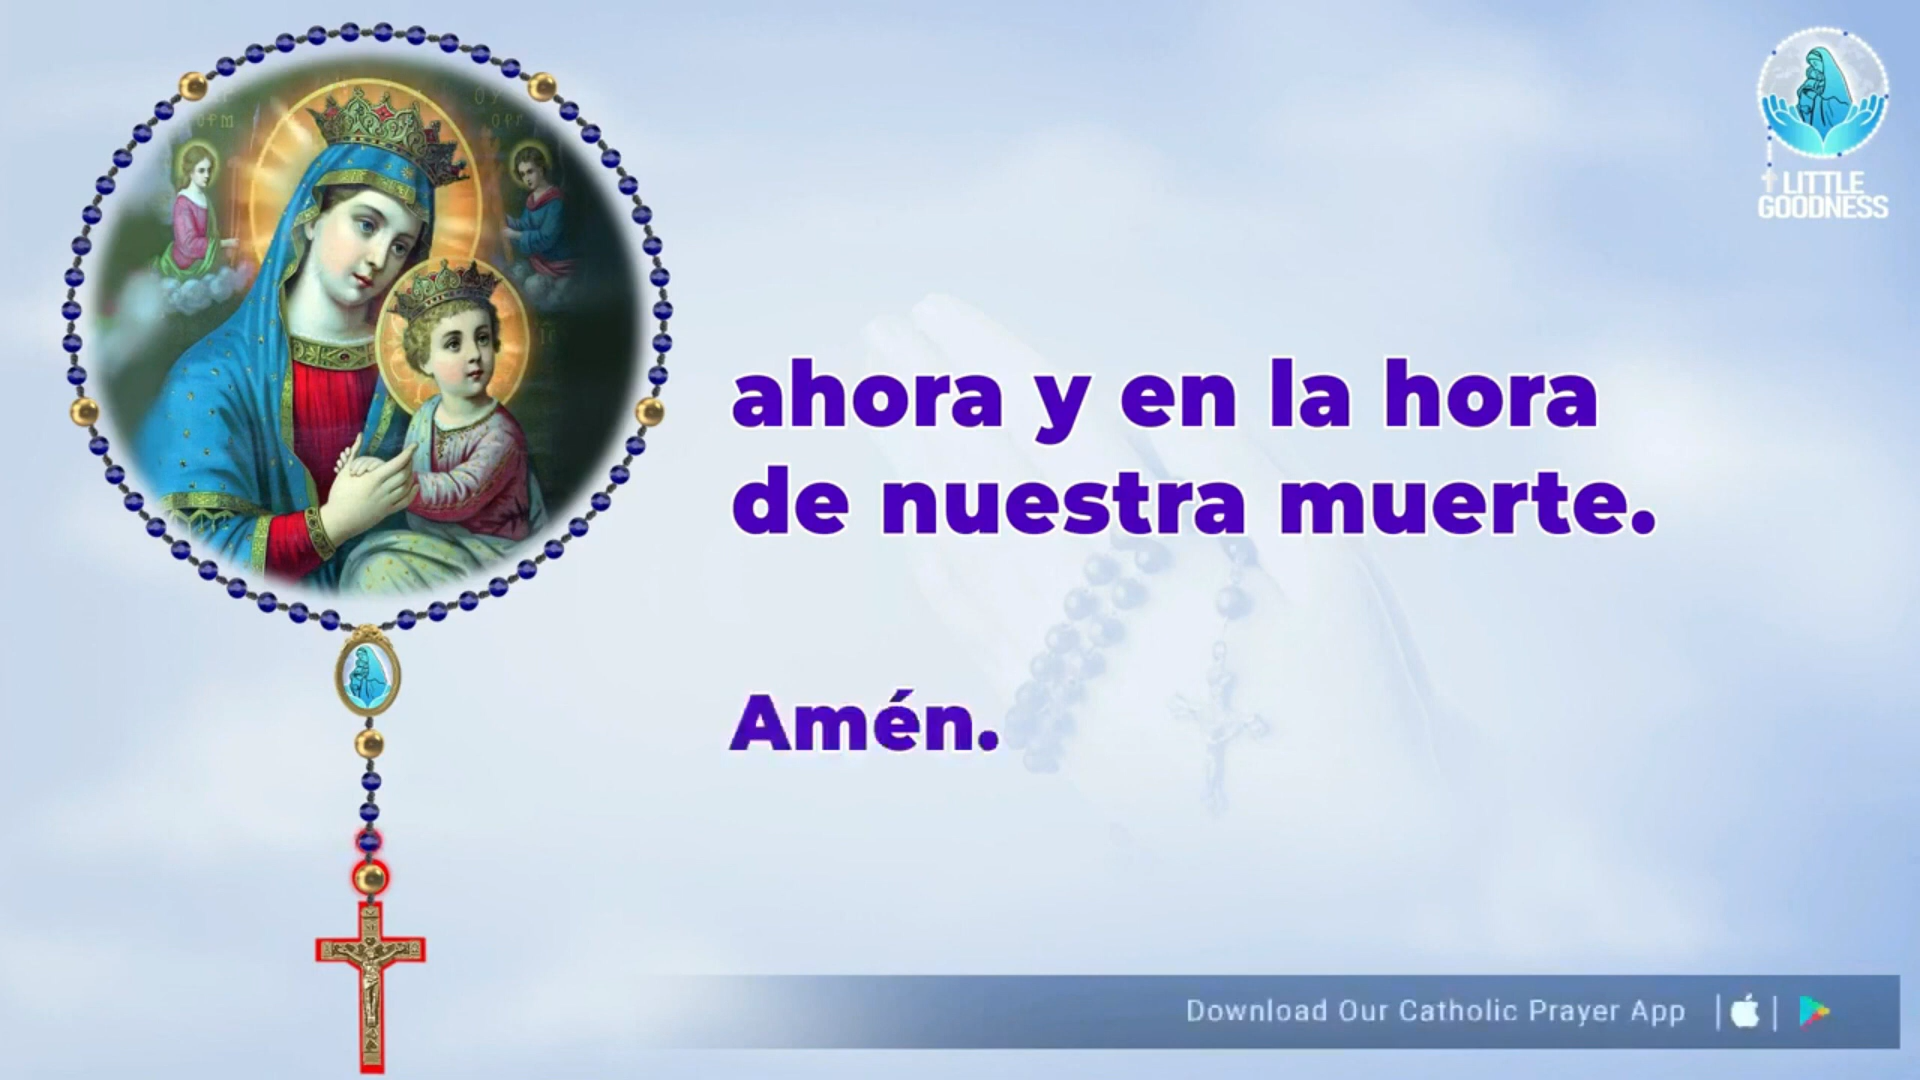 LITTLE
GOODNESS
ahora y en la hora
de nuestra muerte.
Amén.
Download Our Catholic Prayer App